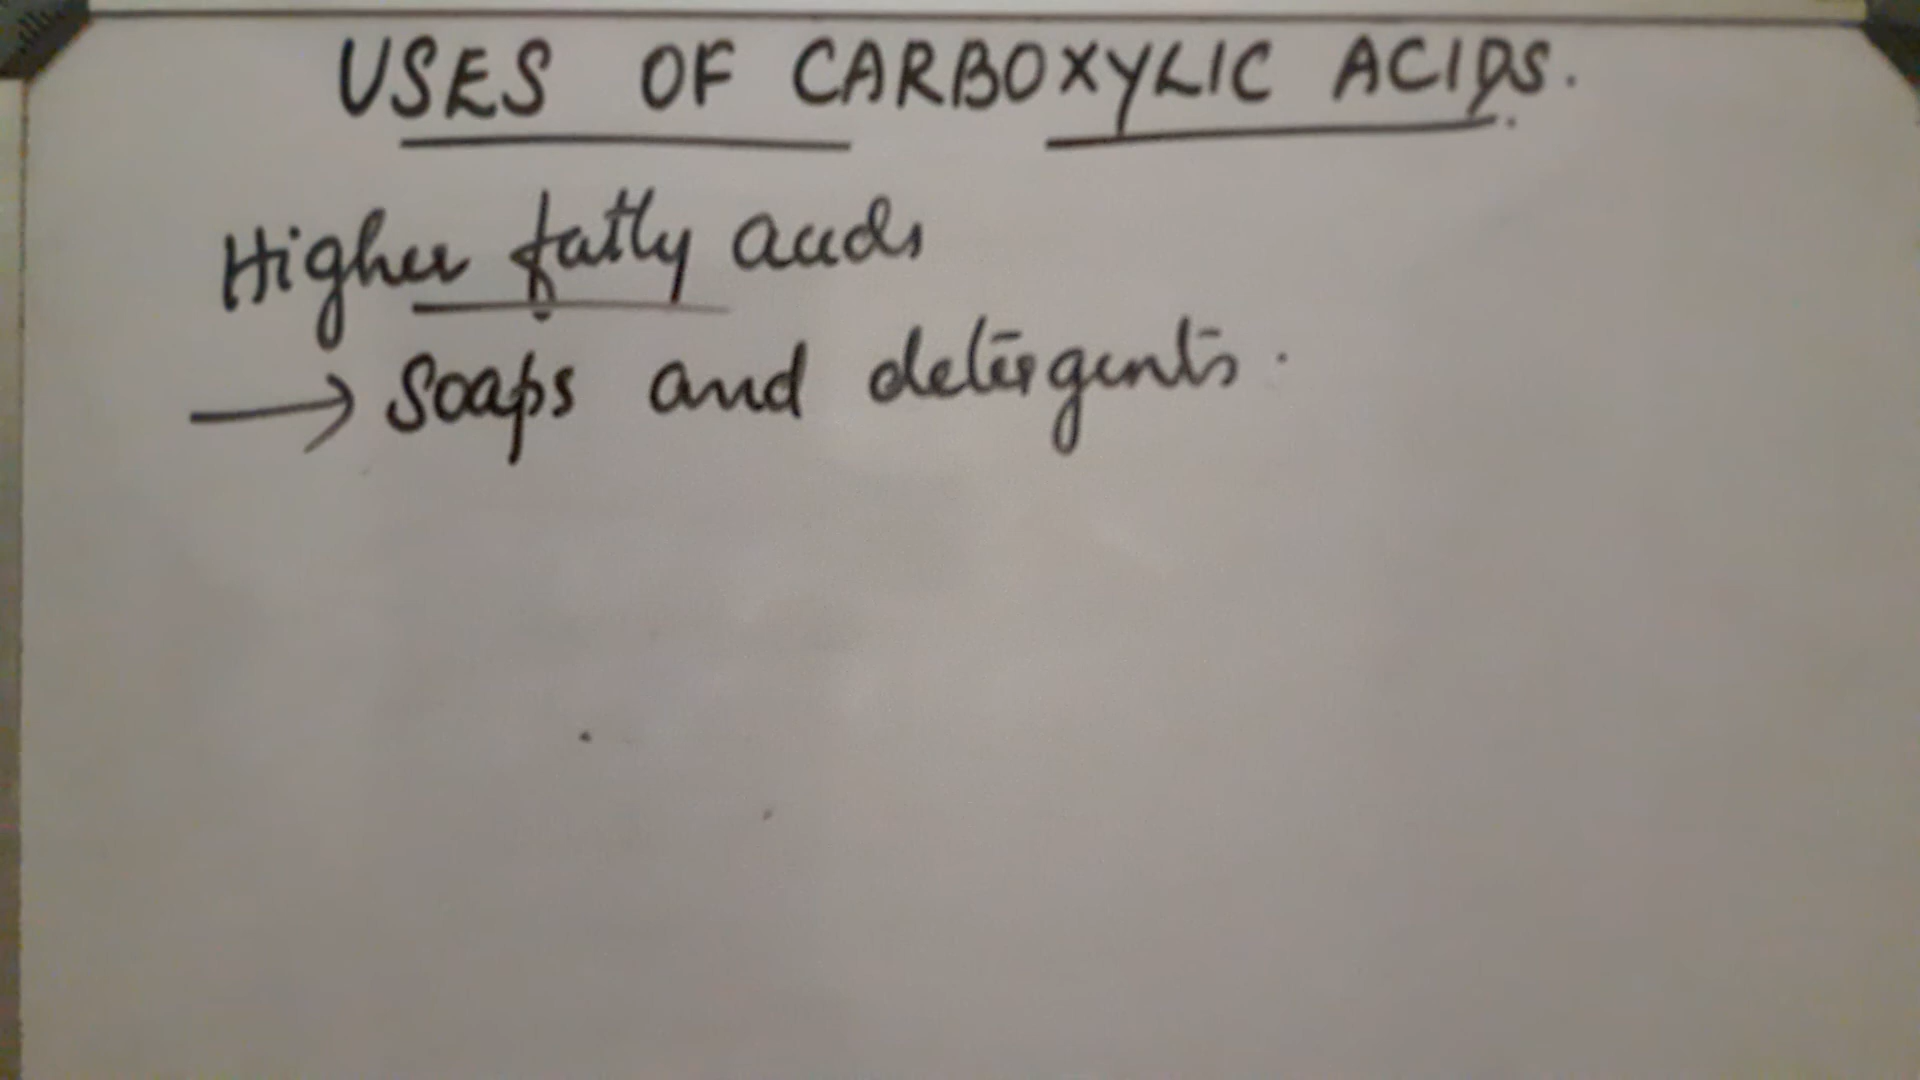 USES OF CARBOXYLIC ACIDS.
Higher fatty acids
→ Soaps and detergents.